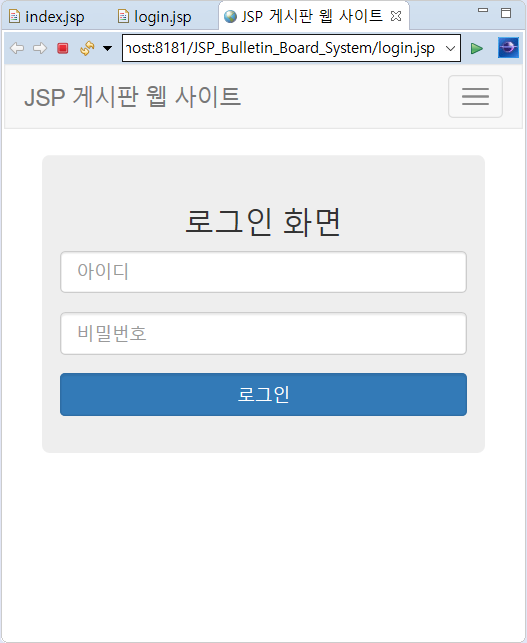 index.jsp login.jsp JSP 게시판 웹 사이트
host:8181/JSP_Bulletin_Board_System/login.jsp
JSP 게시판 웹 사이트
로그인 화면
아이디
비밀번호
로그인